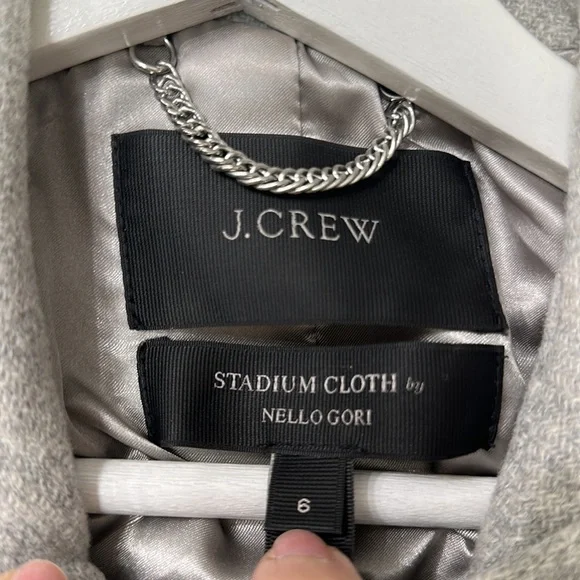 J.CREW
STADIUM CLOTH by
NELLO GORI
6